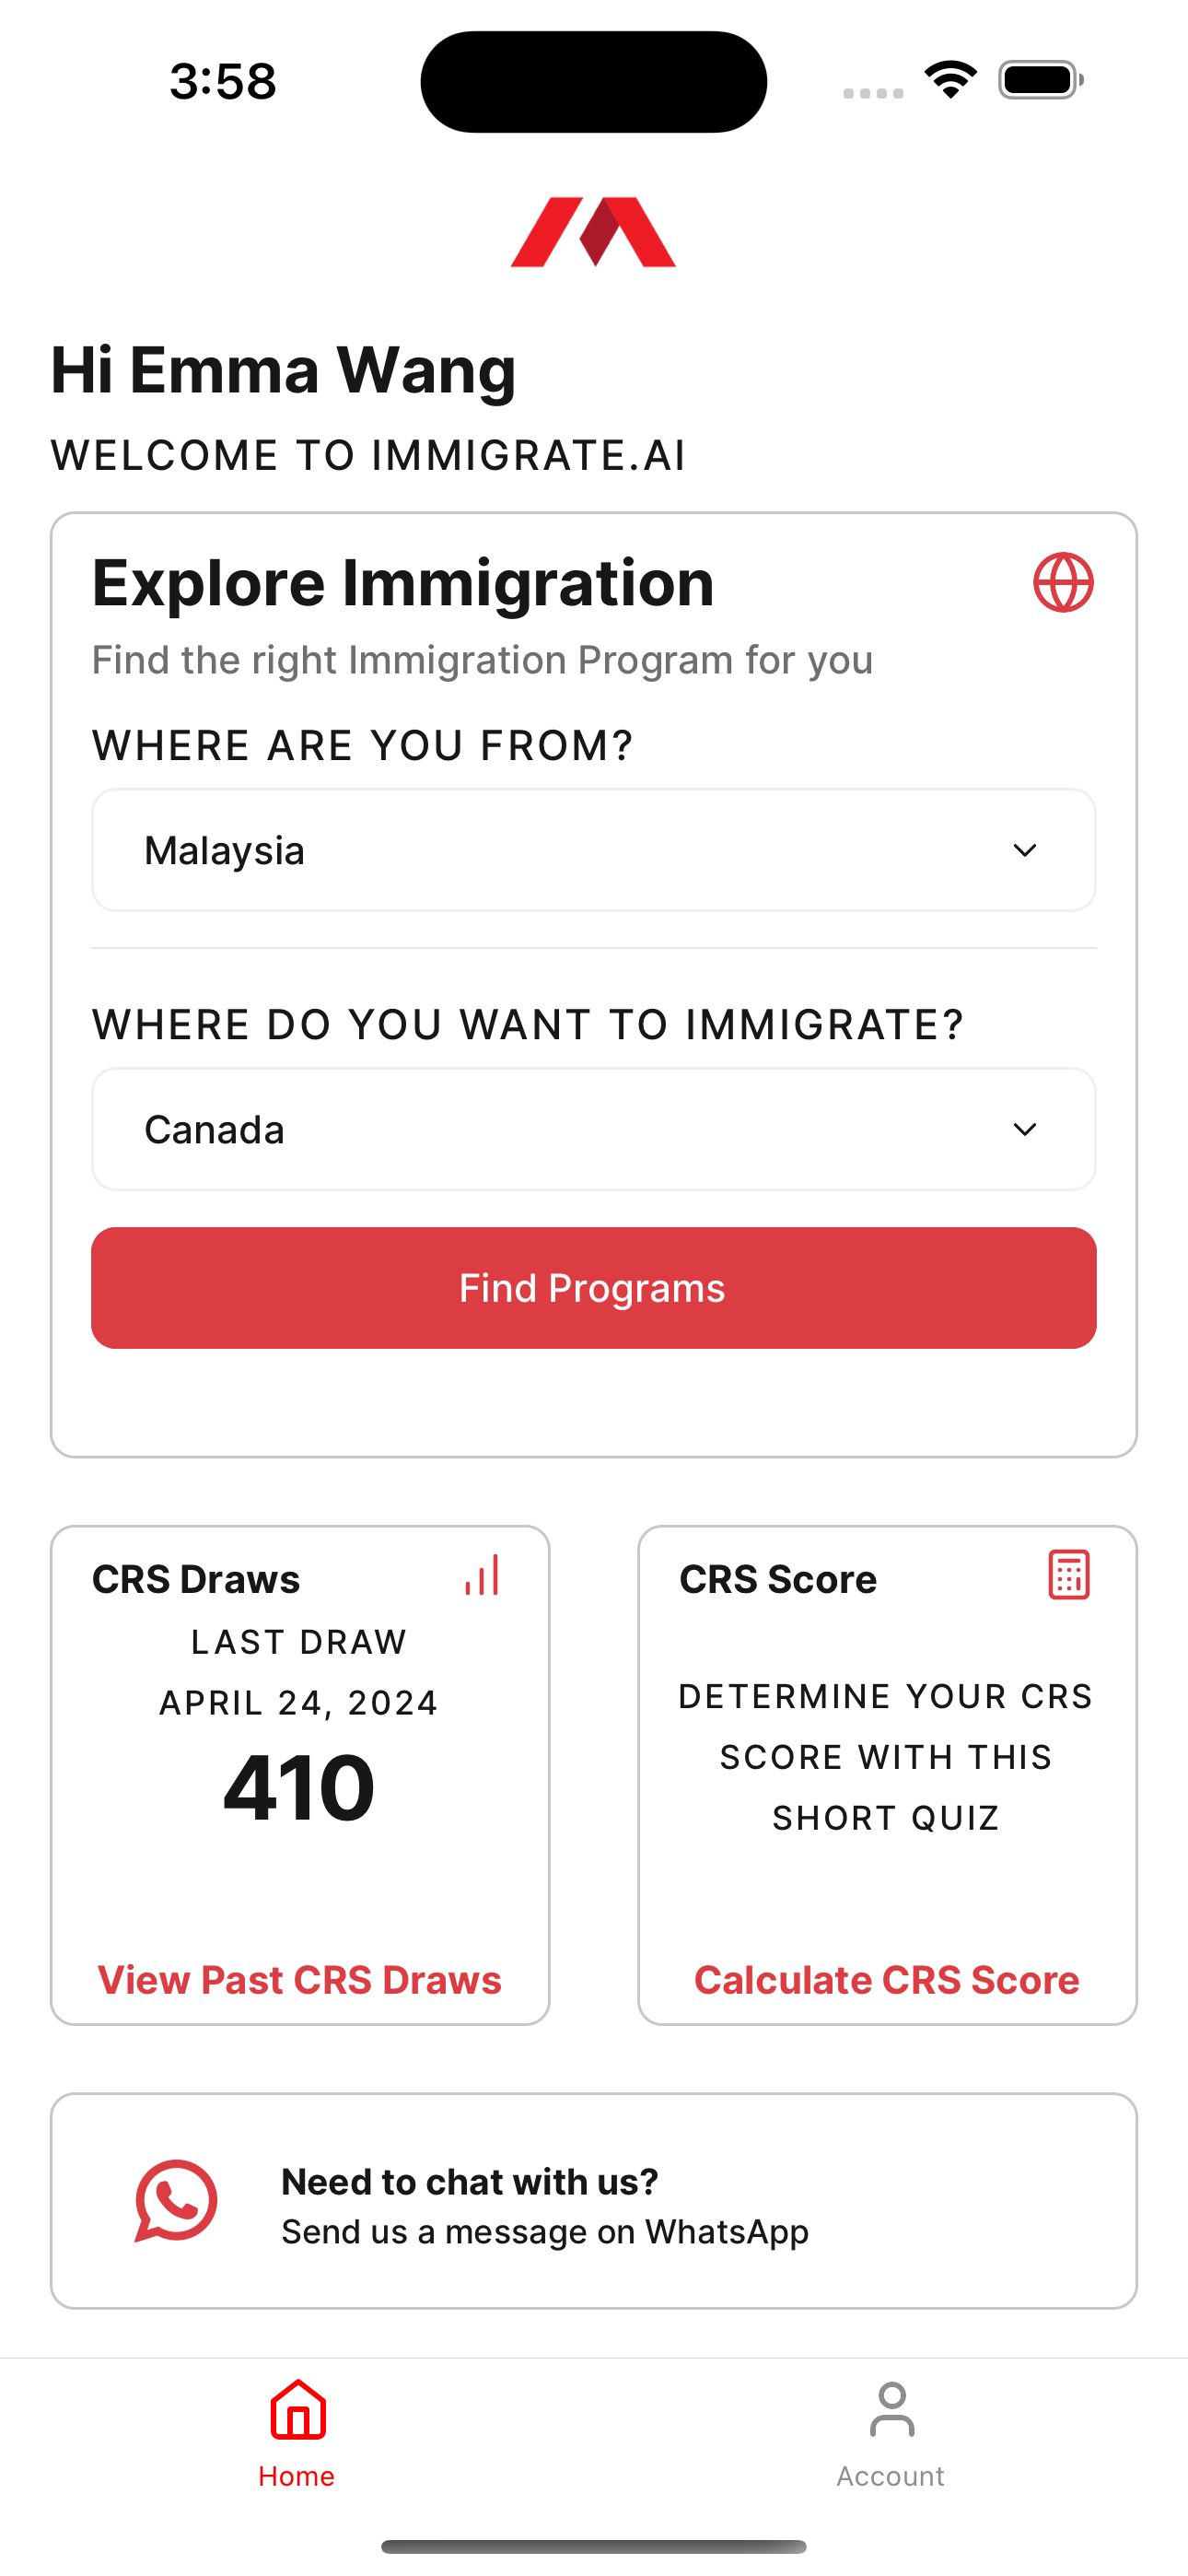 3:58
Hi Emma Wang
WELCOME TO IMMIGRATE.AI
Explore Immigration
Find the right Immigration Program for you
WHERE ARE YOU FROM?
Malaysia
WHERE DO YOU WANT TO IMMIGRATE?
Canada
Find Programs
CRS Draws
LAST DRAW
APRIL 24, 2024
410
View Past CRS Draws
CRS Score
DETERMINE YOUR CRS
SCORE WITH THIS
SHORT QUIZ
Calculate CRS Score
Need to chat with us?
Send us a message on WhatsApp
Home
Account